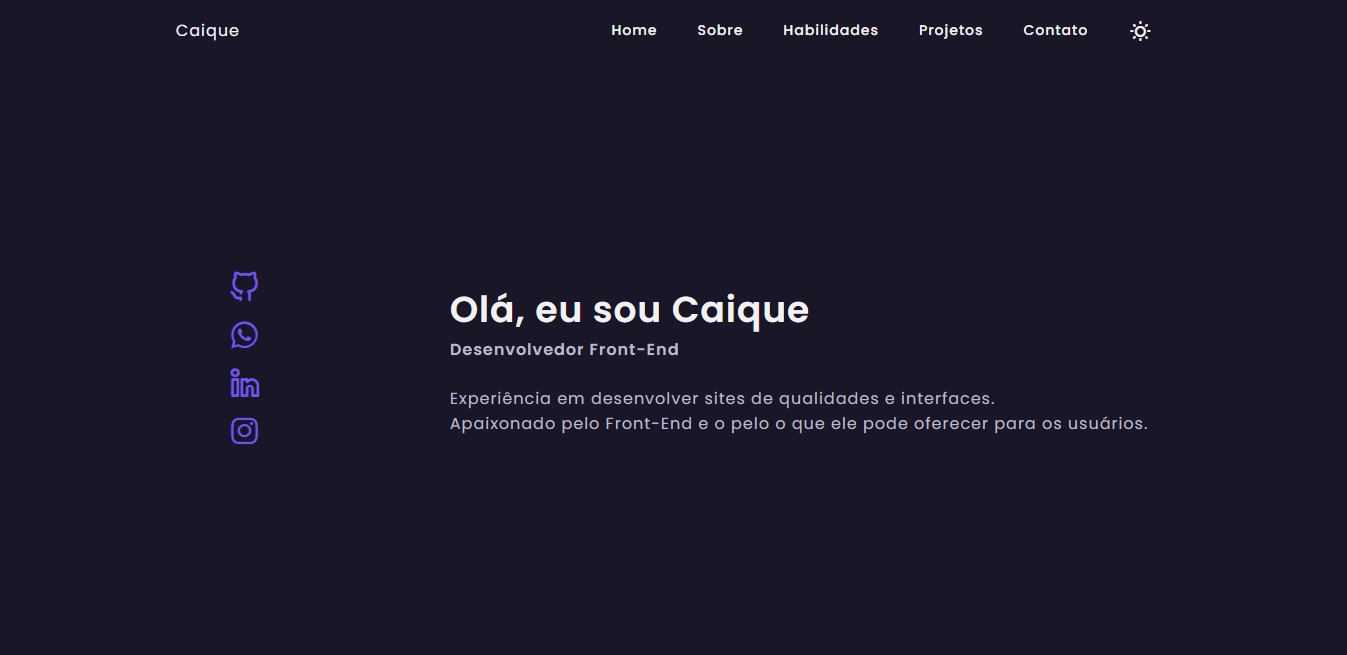 Caique
Home Sobre Habilidades Projetos Contato
Olá, eu sou Caique
Desenvolvedor Front-End
Experiência em desenvolver sites de qualidades e interfaces.
Apaixonado pelo Front-End e o pelo o que ele pode oferecer para os usuários.